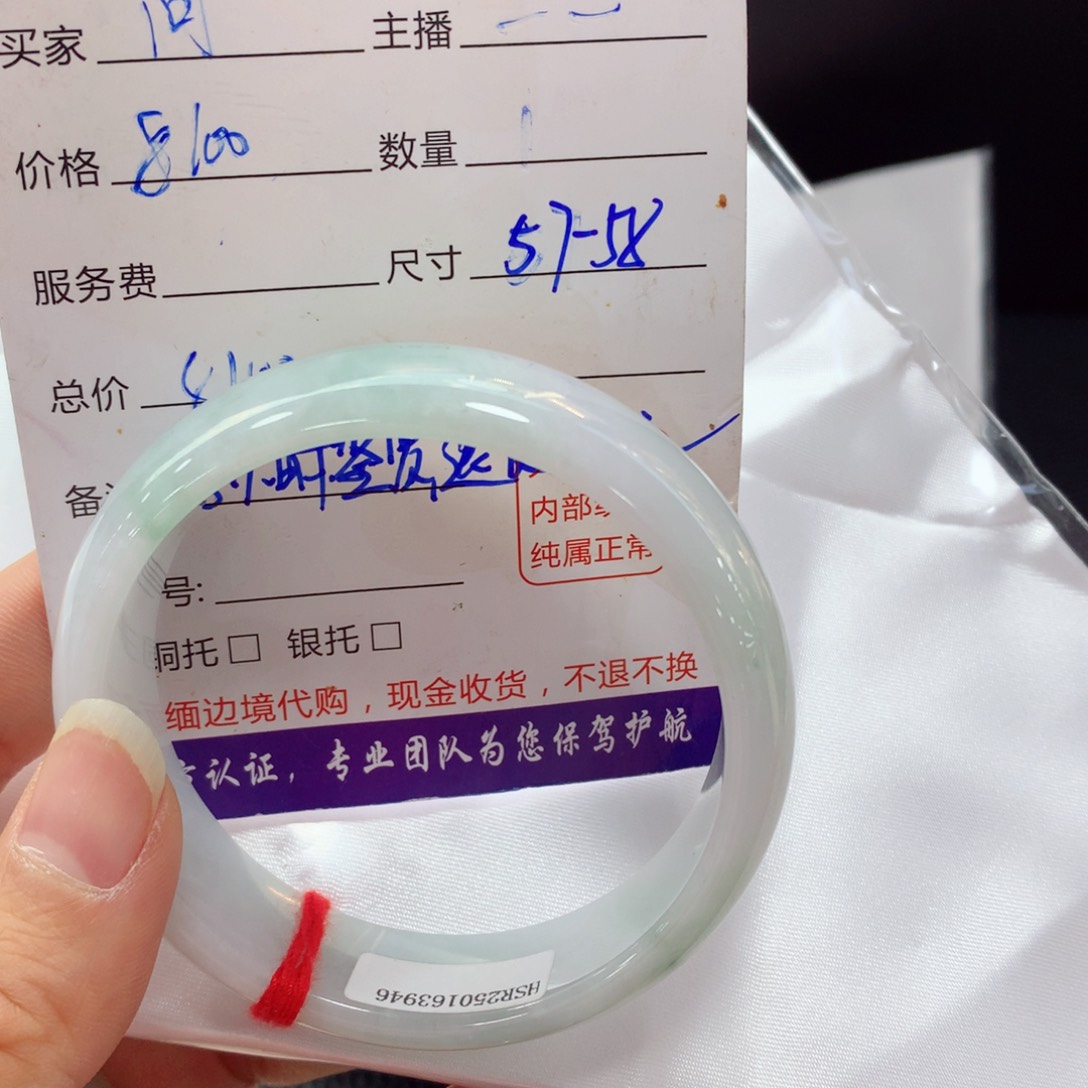 买家 主播
价格 8100 数量 1
服务费 尺寸 57-58
总价
备
内部
纯属正常
号:
铜托□ 银托□
缅边境代购，现金收货，不退不换
认证，专业团队为您保驾护航
HSR250163946